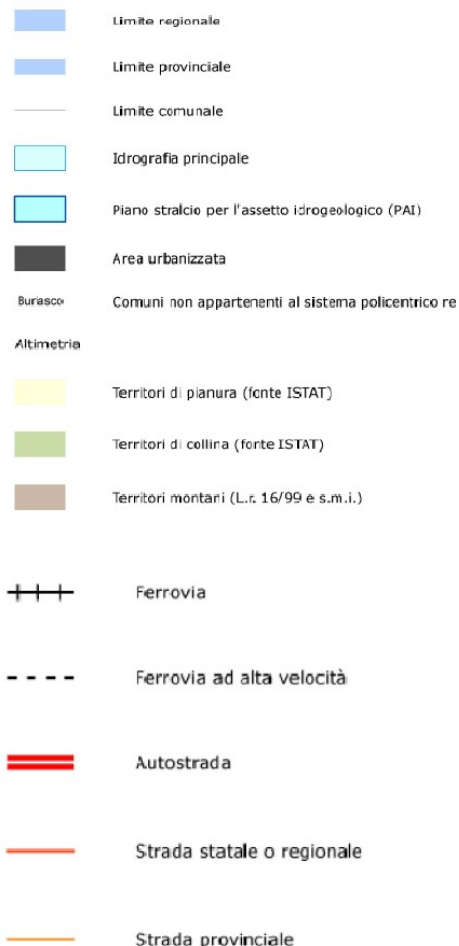 Limite regionale
Limite provinciale
Limite comunale
Idrografia principale
Piano stralcio per l'assetto idrogeologico (PAI)
Area urbanizzata
Buriasco Comuni non appartenenti al sistema policentrico re
Altimetria
Territori di pianura (fonte ISTAT)
Territori di collina (fonte ISTAT)
Territori montani (L.r. 16/99 e s.m.i.)
Ferrovia
Ferrovia ad alta velocità
Autostrada
Strada statale o regionale
Strada provinciale